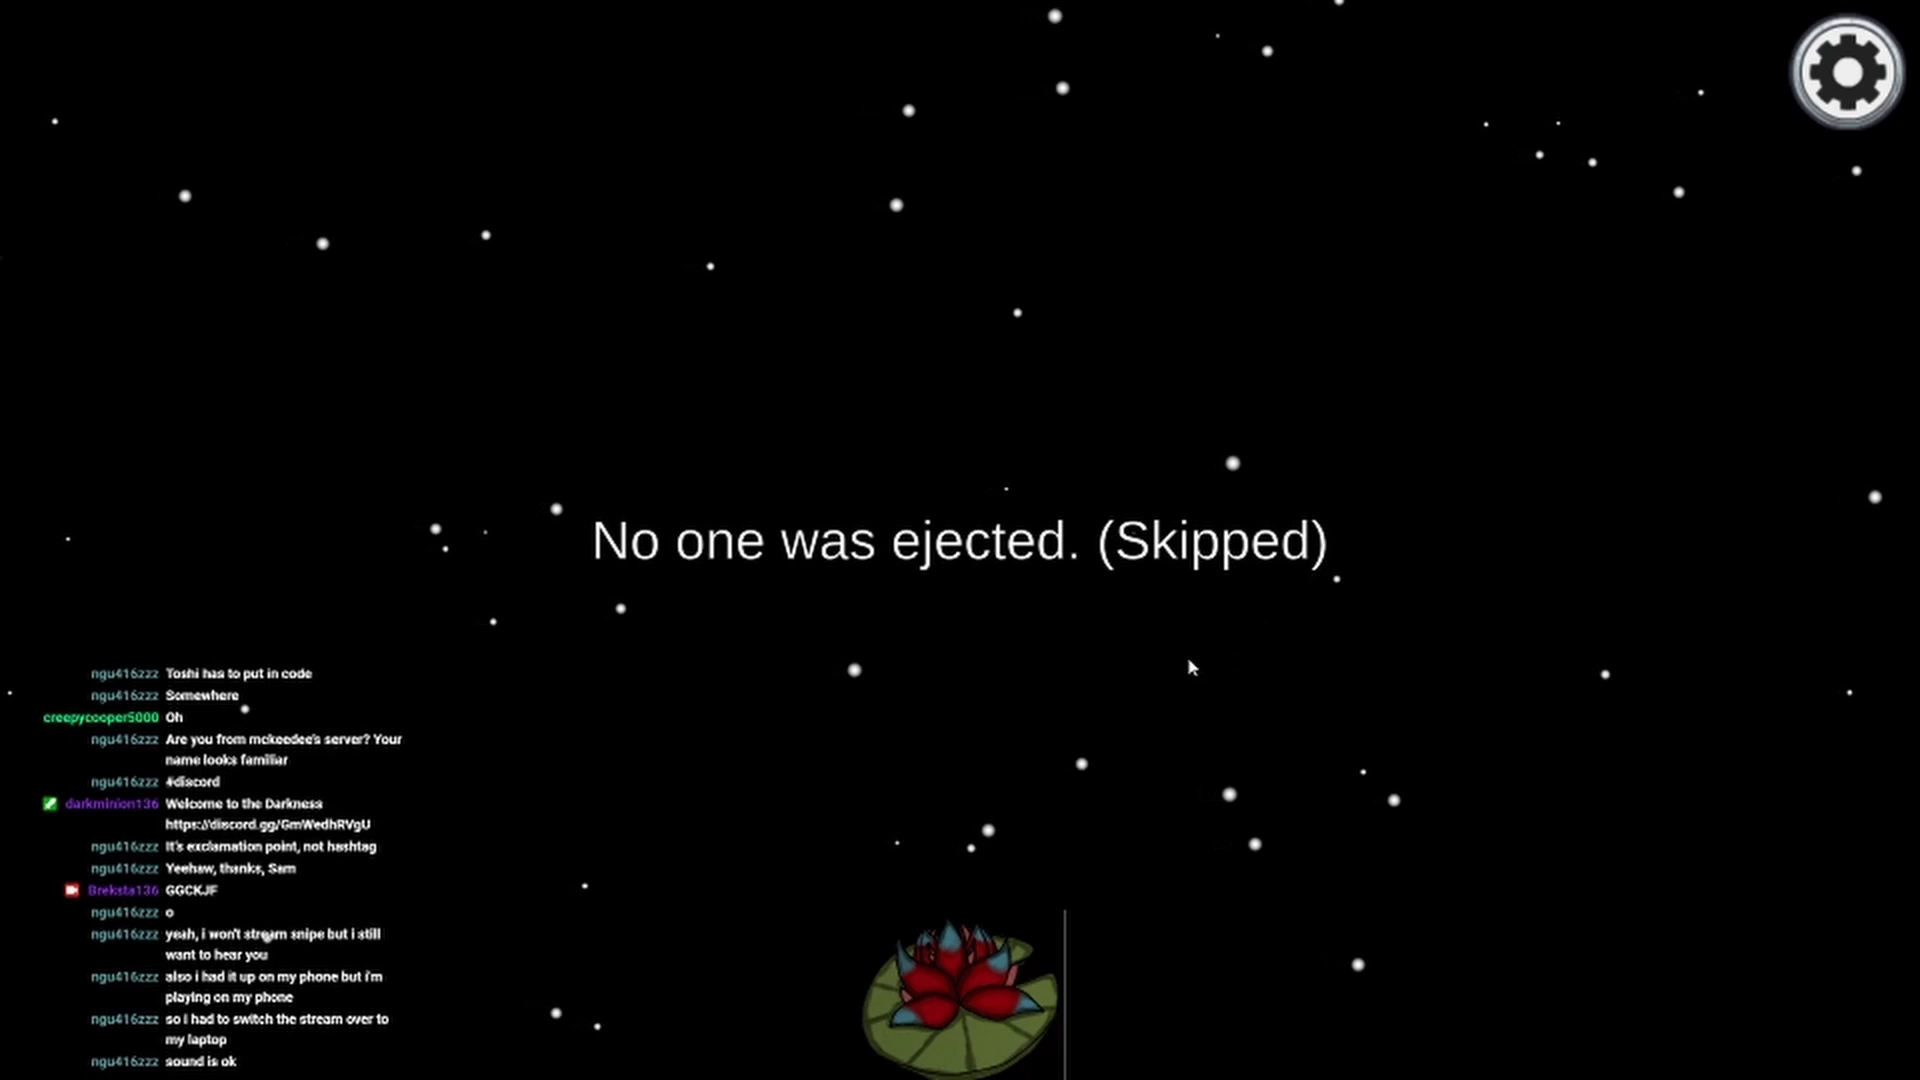 No one was ejected. (Skipped)
ngu416zzz Toshi has to put in code
ngu416zzz Somewhere
creepycooper5000 Oh
ngu416zzz Are you from mckeedee's server? Your
name looks familiar
ngu416zzz #discord
darkminion136 Welcome to the Darkness
https://discord.gg/GmWedhRVgU
ngu416zzz It's exclamation point, not hashtag
ngu416zzz Yeehaw, thanks, Sam
Breksta136 GGCKJF
ngu416zzz o
ngu416zzz yeah, i won't stream snipe but i still
want to hear you
ngu416zzz also i had it up on my phone but i'm
playing on my phone
ngu416zzz so i had to switch the stream over to
my laptop
ngu416zzz sound is ok